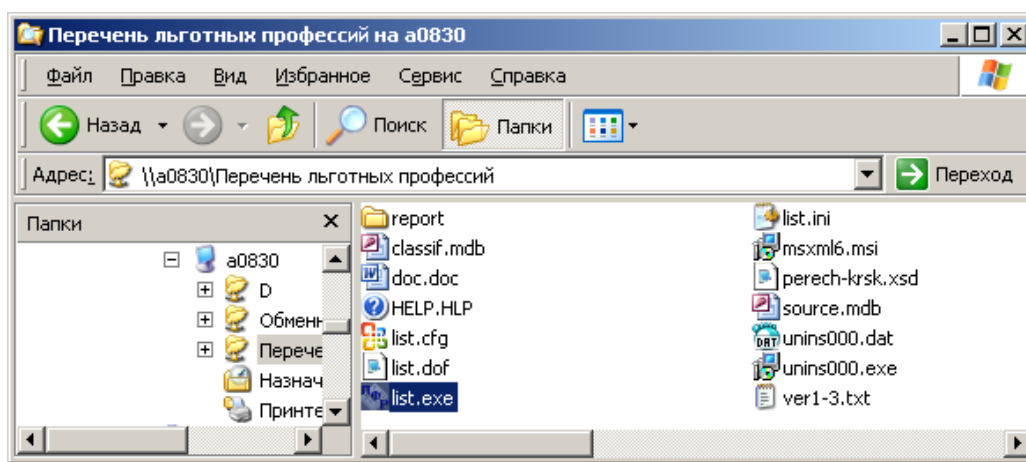 Перечень льготных профессий на a0830
Файл Правка Вид Избранное Сервис Справка
Назад Поиск Папки
Адрес: \\a0830\Перечень льготных профессий Переход
Папки
a0830
D
Обменн
Перече
Назнач
Принте
report
classif.mdb
doc.doc
HELP.HLP
list.cfg
list.dof
list.exe
list.ini
msxml6.msi
perech-krsk.xsd
source.mdb
unins000.dat
unins000.exe
ver1-3.txt